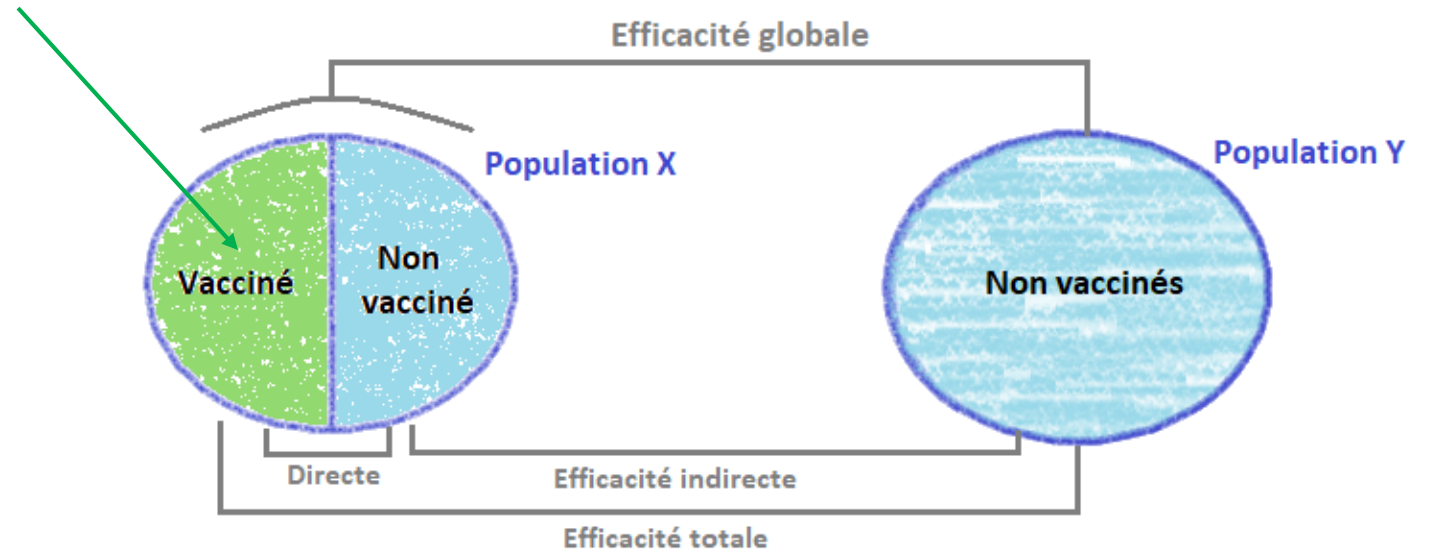 Efficacité globale
Population X
Population Y
Vacciné
Non
vacciné
Non vaccinés
Directe
Efficacité indirecte
Efficacité totale